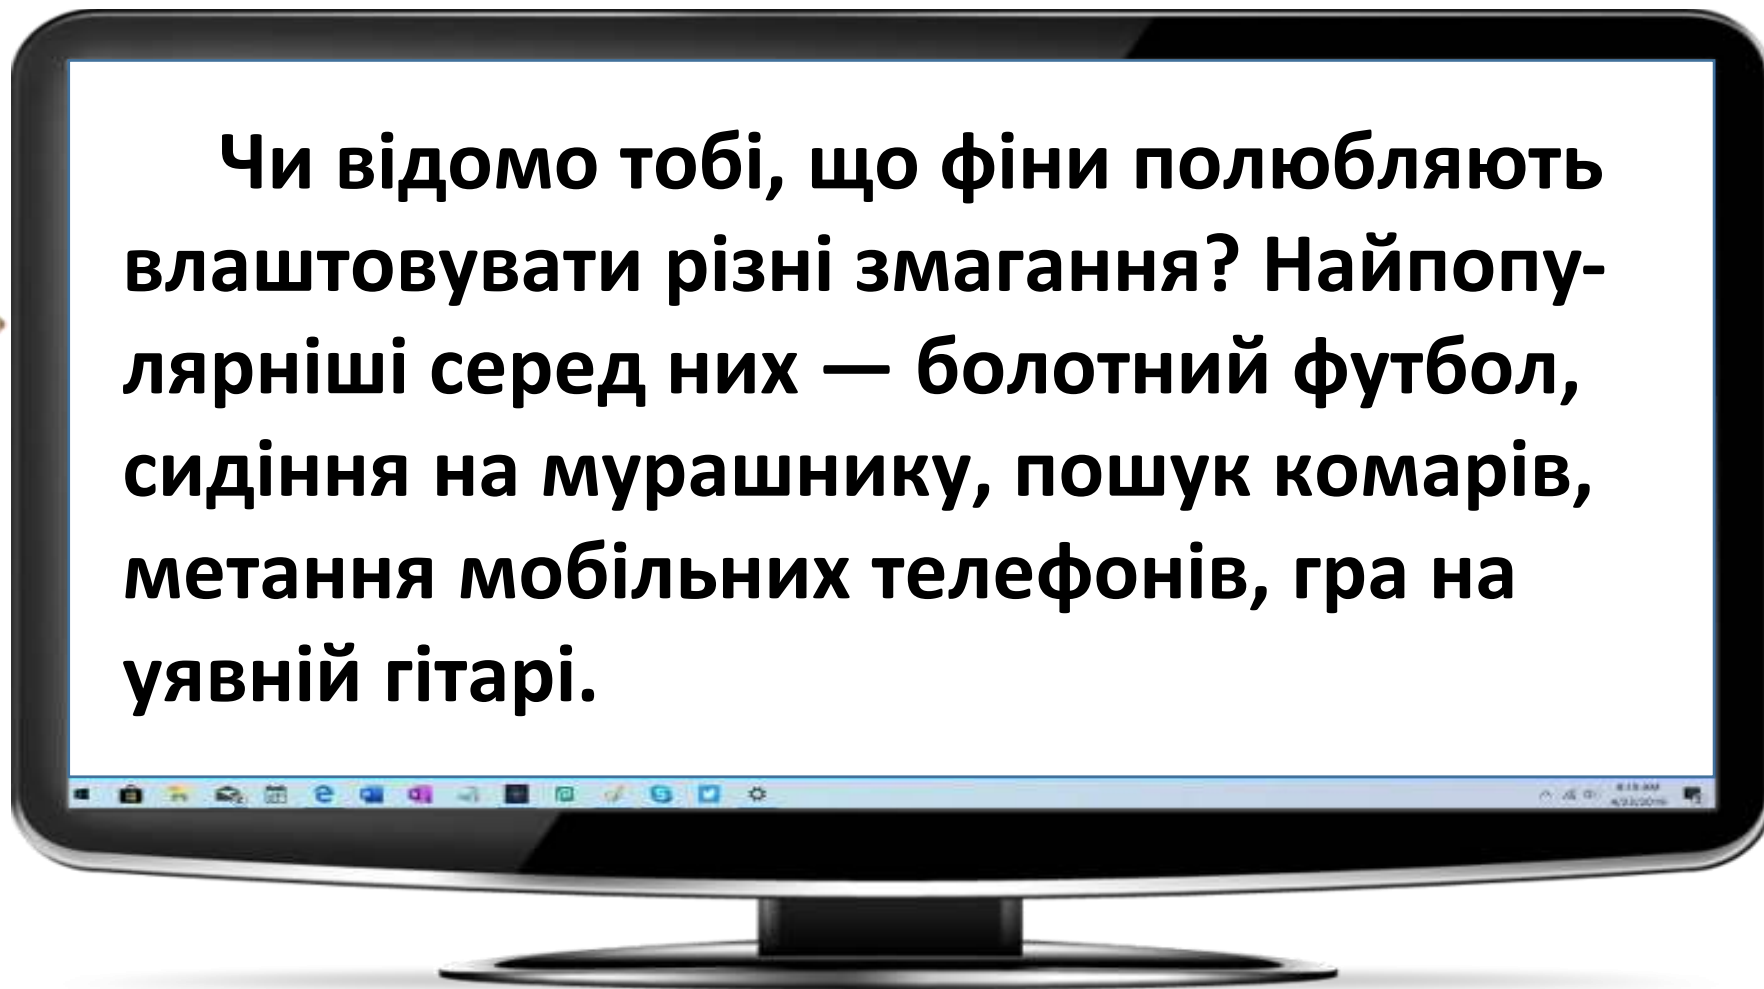 Чи відомо тобі, що фіни полюбляють
влаштовувати різні змагання? Найпопу-
лярніші серед них — болотний футбол,
сидіння на мурашнику, пошук комарів,
метання мобільних телефонів, гра на
уявній гітарі.